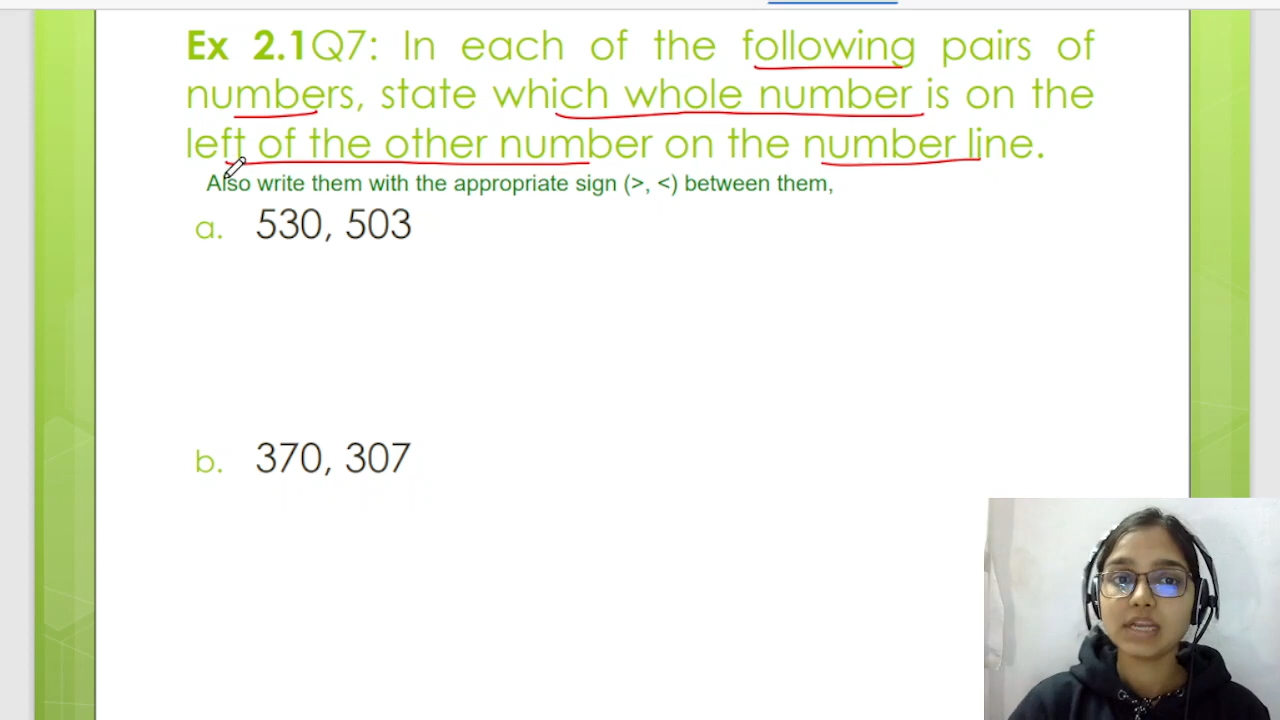 Ex 2.1Q7: In each of the following pairs of
numbers, state which whole number is on the
left of the other number on the number line.
Also write them with the appropriate sign (>, <) between them,
a. 530, 503
b. 370, 307